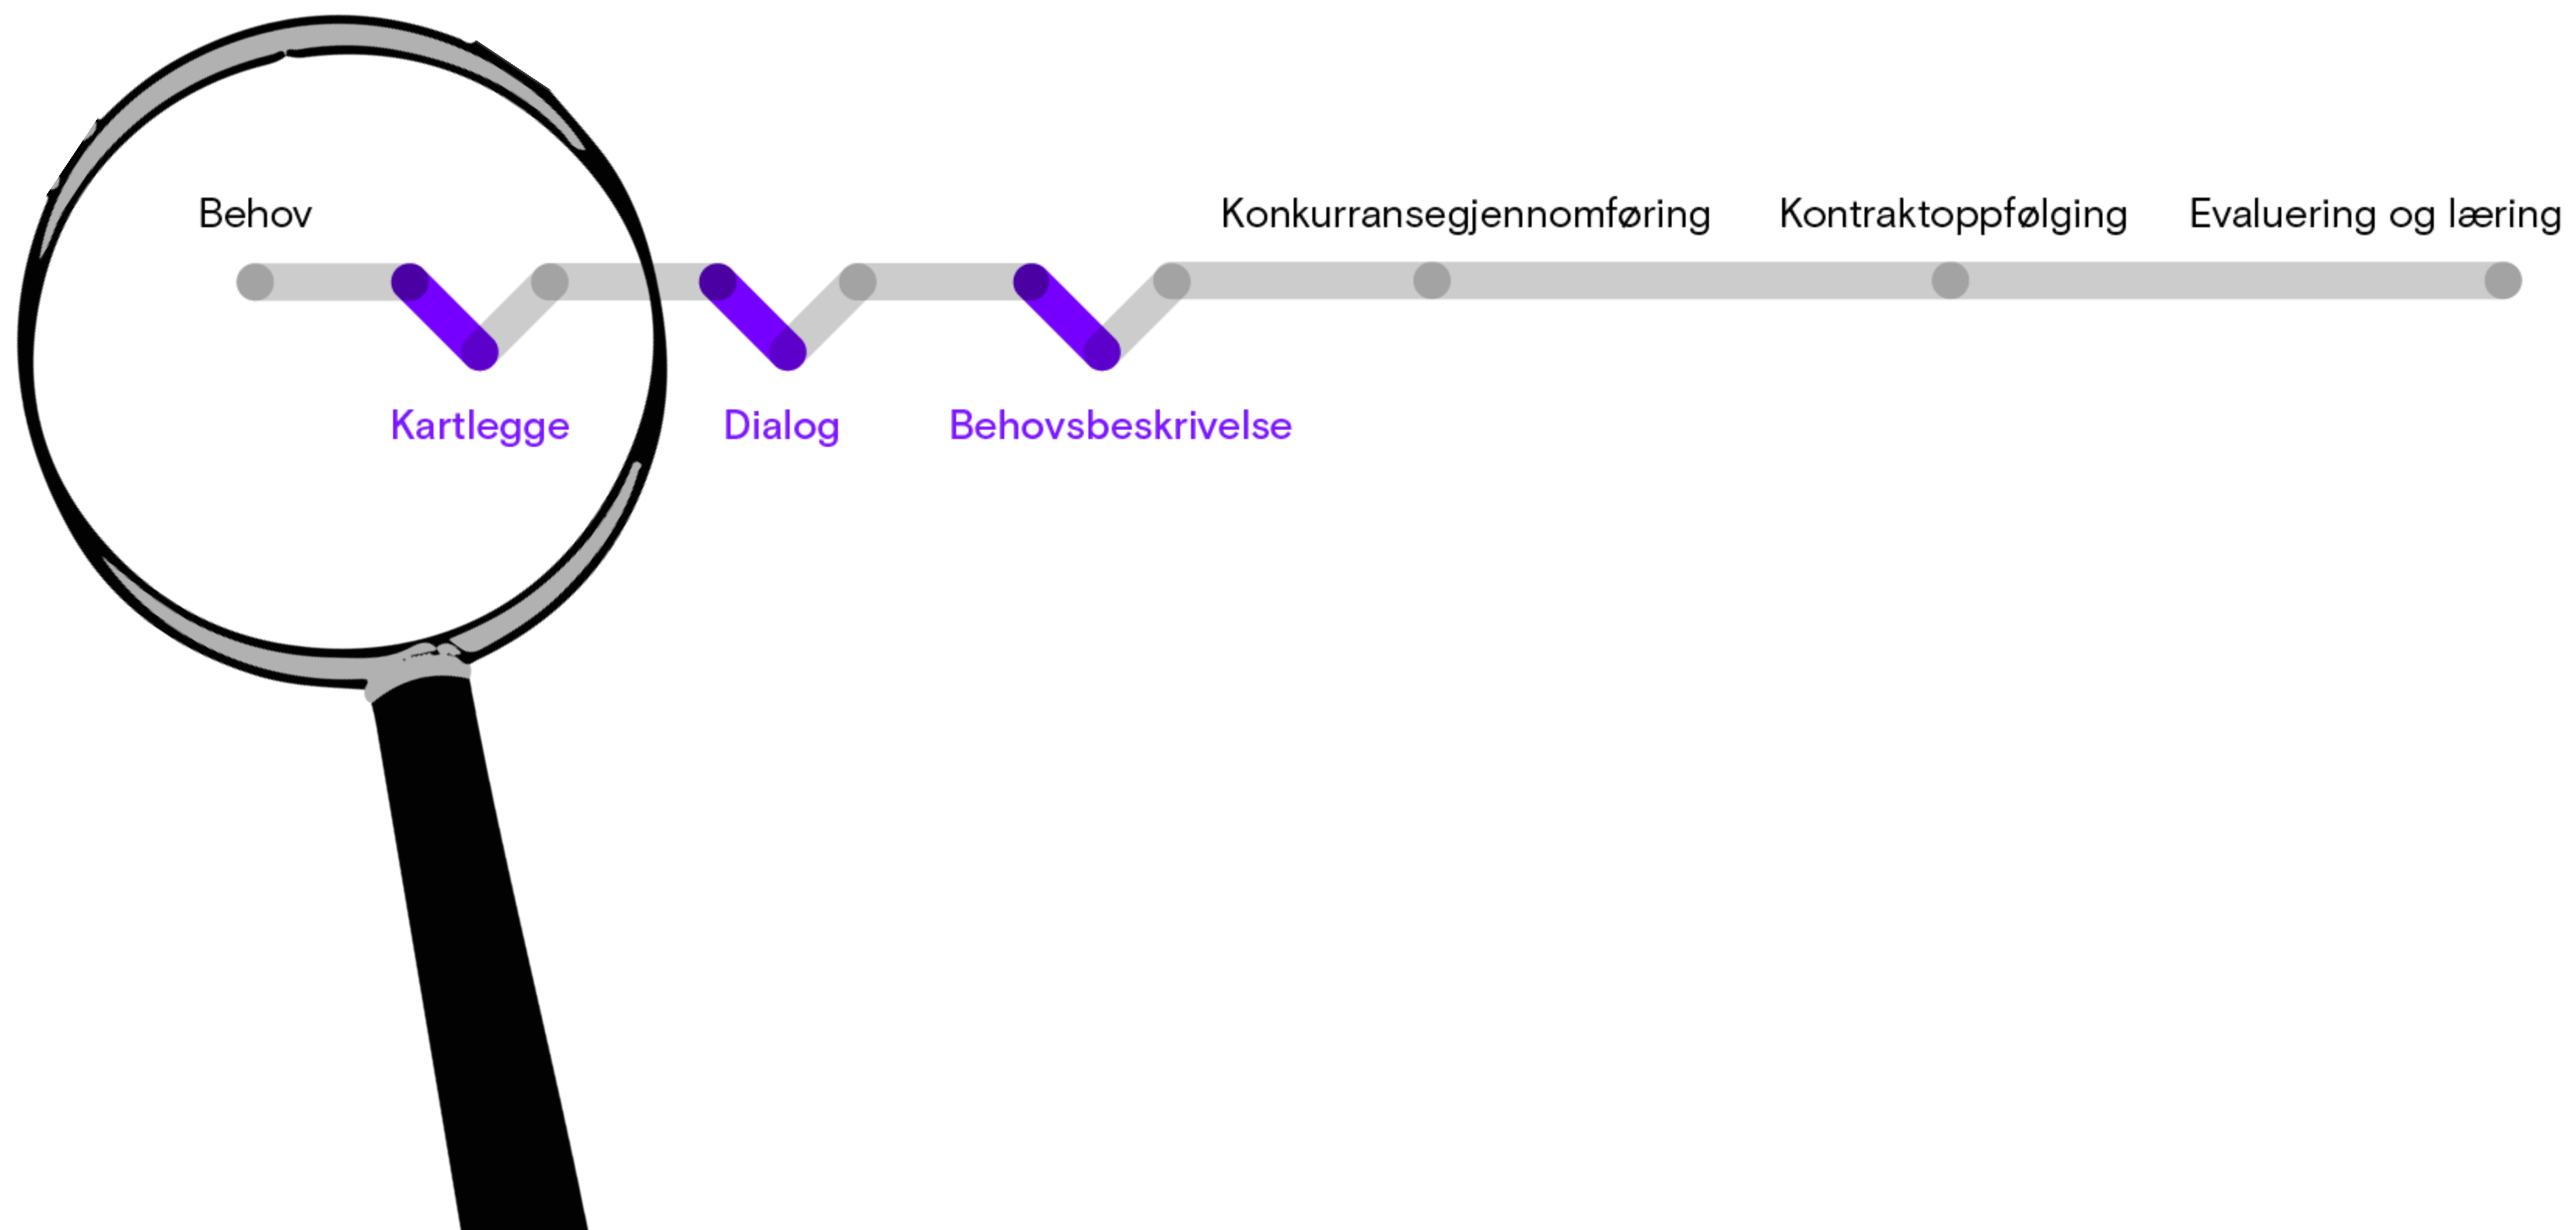 Behov
Konkurransegjennomføring
Kontraktoppfølging
Evaluering og læring
Kartlegge
Dialog
Behovsbeskrivelse